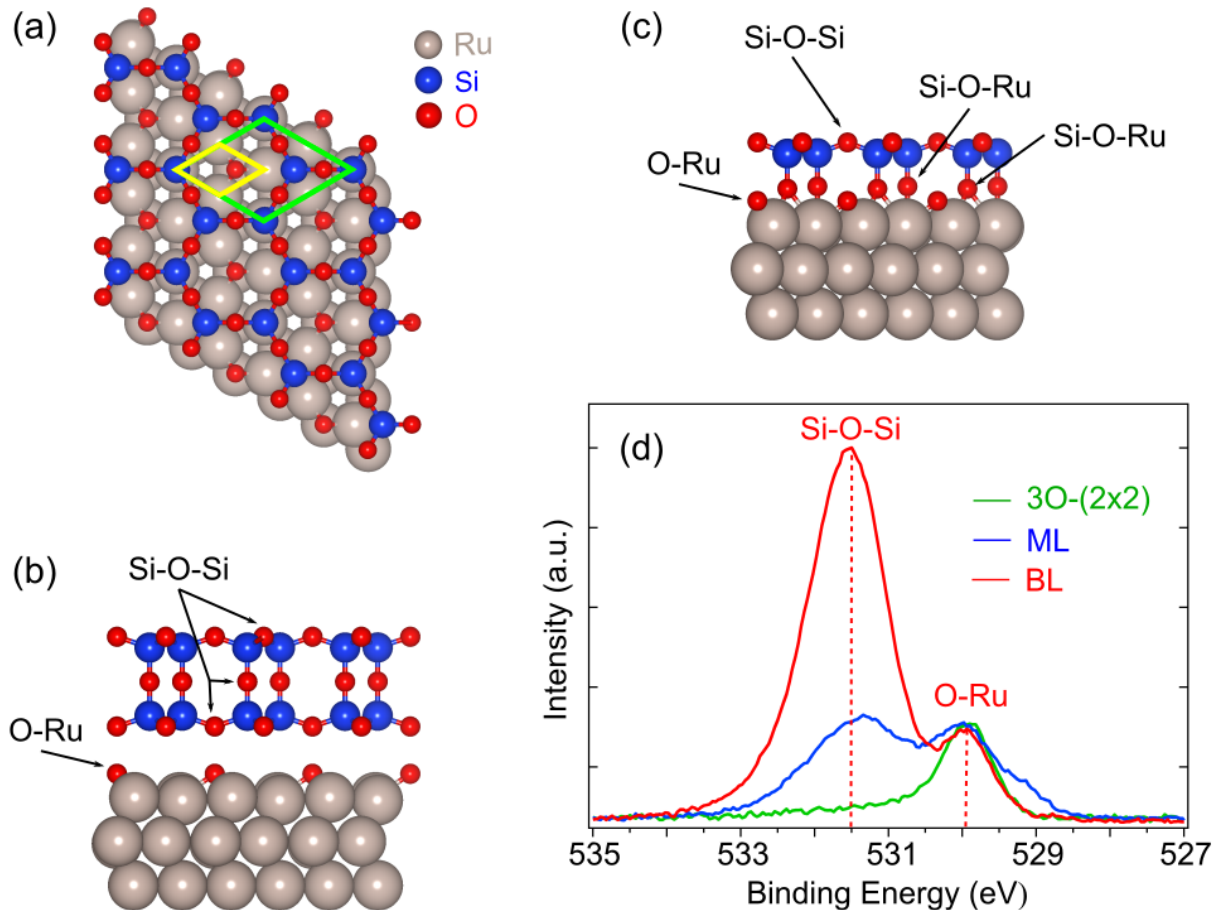 (a)
Ru
Si
O
(b)
Si-O-Si
O-Ru
(c)
Si-O-Si
Si-O-Ru
Si-O-Ru
O-Ru
(d)
Si-O-Si
O-Ru
3O-(2x2)
ML
BL
Intensity (a.u.)
535 533 531 529 527
Binding Energy (eV)